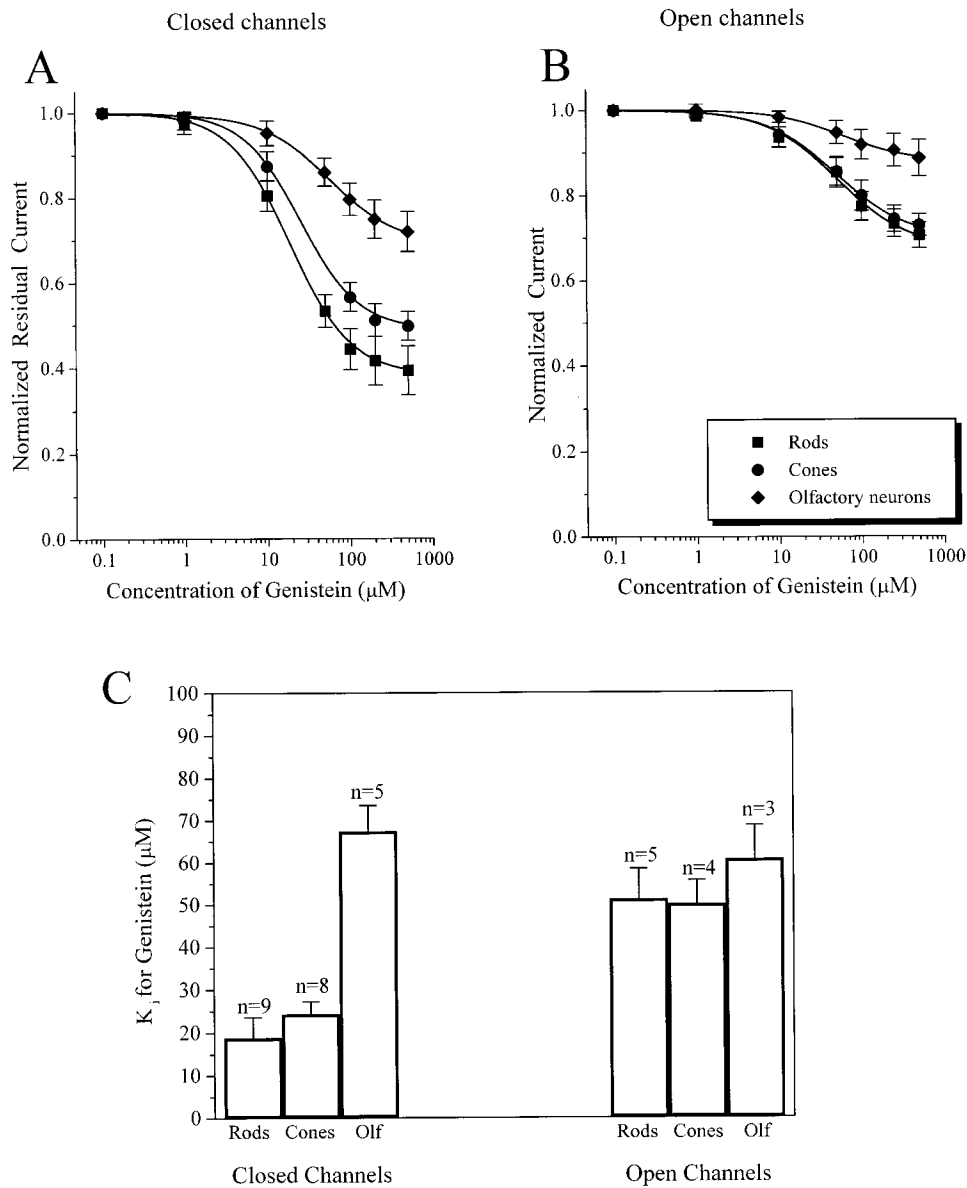 Closed channels
Open channels
A
B
1.0
0.8
0.6
0.4
0.2
0.0
Normalized Residual Current
0.1 1 10 100 1000
Concentration of Genistein (μM)
1.0
0.8
0.6
0.4
0.2
0.0
Normalized Current
Rods
Cones
Olfactory neurons
0.1 1 10 100 1000
Concentration of Genistein (μM)
C
100
90
80
70
60
50
40
30
20
10
0
K i for Genistein (μM)
n=9
n=8
n=5
n=5
n=4
n=3
Rods Cones Olf
Rods Cones Olf
Closed Channels
Open Channels